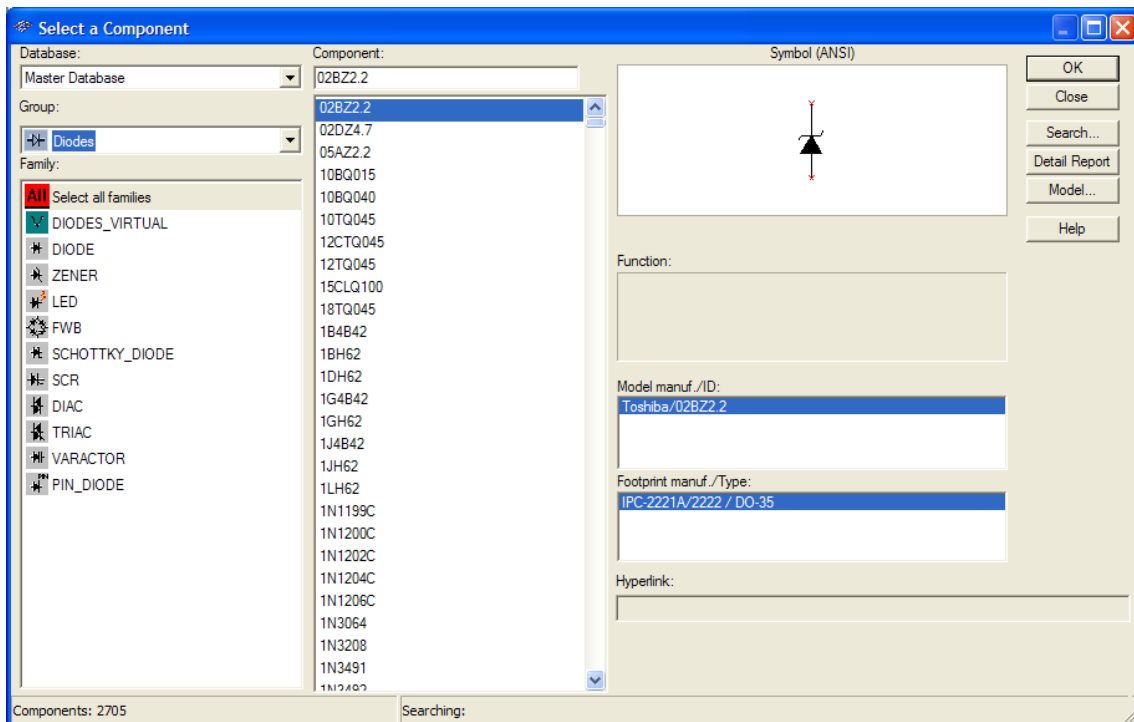 Select a Component
Database:
Master Database
Group:
Diodes
Family:
All Select all families
DIODES_VIRTUAL
DIODE
ZENER
LED
FWB
SCHOTTKY_DIODE
SCR
DIAC
TRIAC
VARACTOR
PIN_DIODE
Component:
02BZ2.2
02BZ2.2
02DZ4.7
05AZ2.2
10BQ015
10BQ040
10TQ045
12CTQ045
12TQ045
15CLQ100
18TQ045
1B4B42
1BH62
1DH62
1G4B42
1GH62
1J4B42
1JH62
1LH62
1N1199C
1N1200C
1N1202C
1N1204C
1N1206C
1N3064
1N3208
1N3491
1N3492
Symbol (ANSI)
Function:
Model manuf./ID:
Toshiba/02BZ2.2
Footprint manuf./Type:
IPC-2221A/2222 / DO-35
Hyperlink:
OK
Close
Search...
Detail Report
Model...
Help
Components: 2705
Searching: